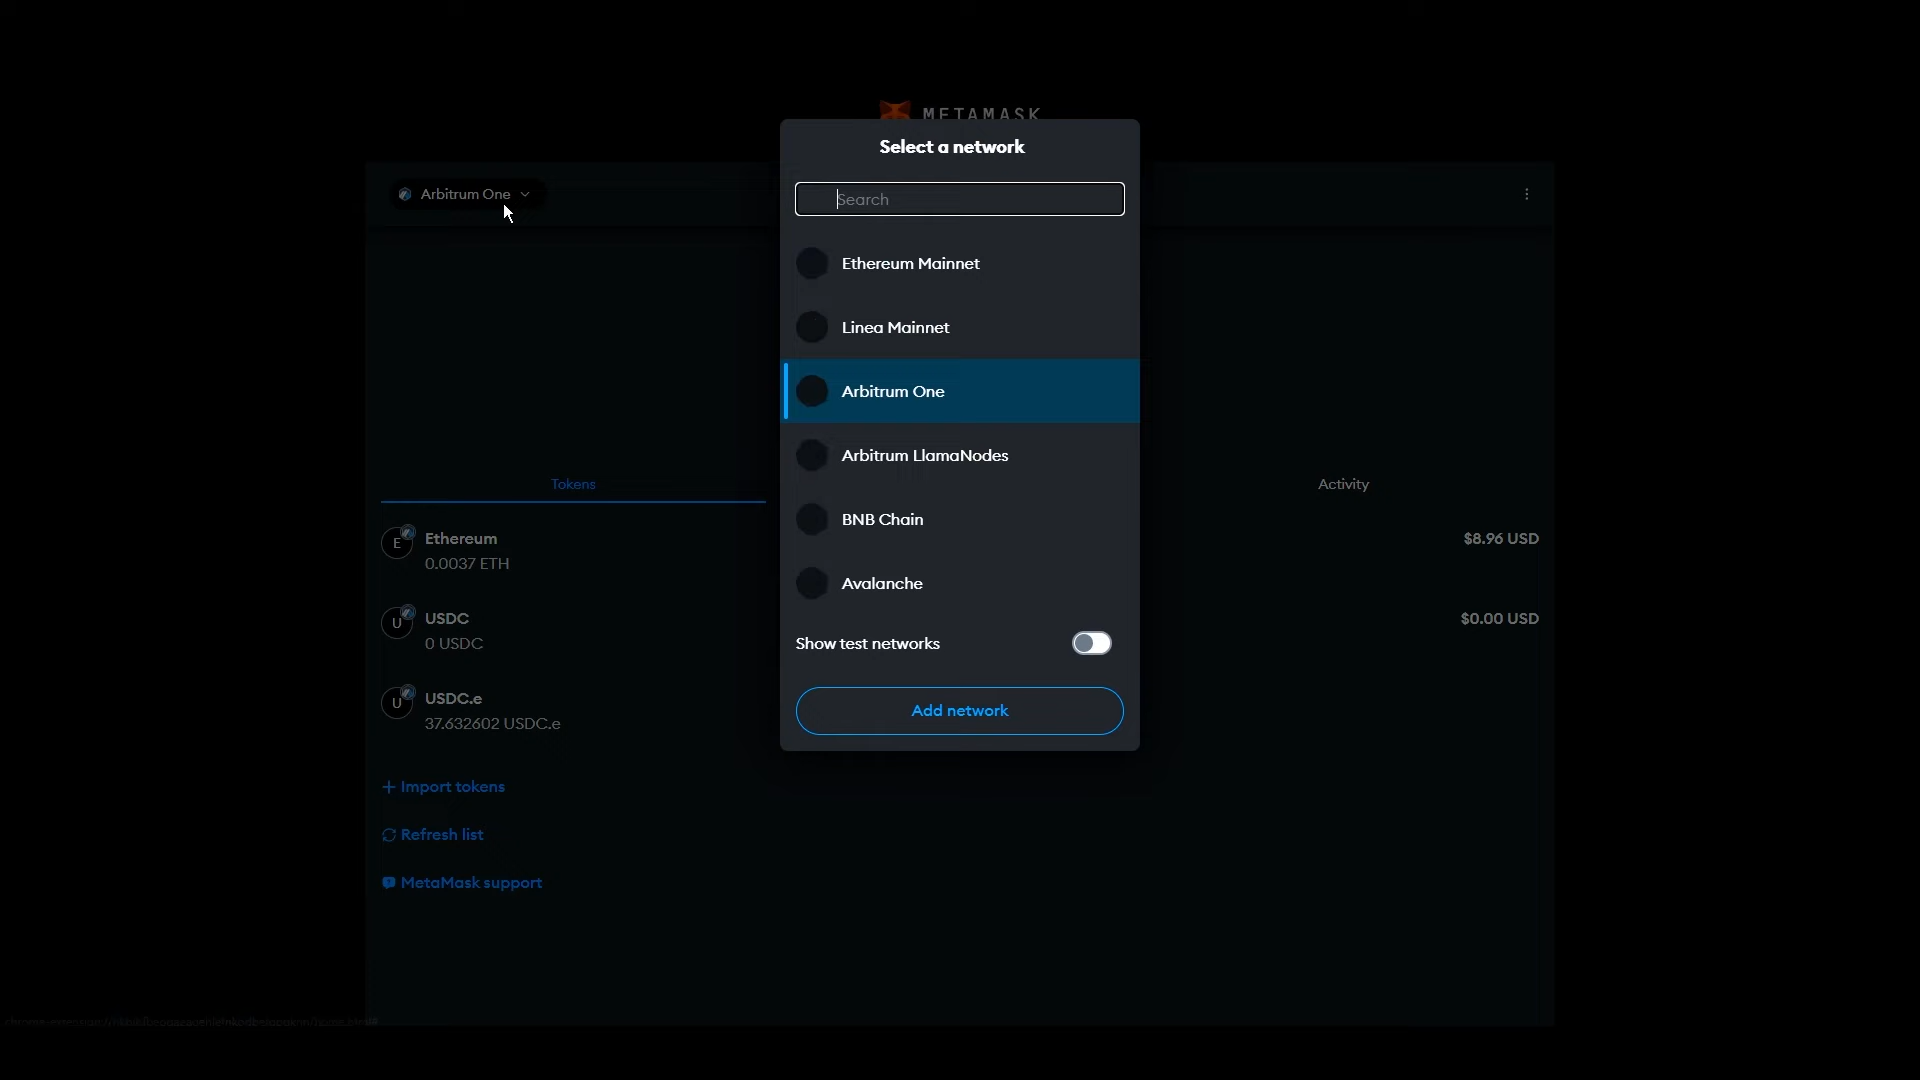 METAMASK
Select a network
Arbitrum One
Search
Ethereum Mainnet
Linea Mainnet
Arbitrum One
Arbitrum LlamaNodes
BNB Chain
Avalanche
Show test networks
Add network
Tokens
Activity
E
Ethereum
$8.96 USD
0.0037 ETH
U
USDC
$0.00 USD
0 USDC
U
USDC.e
37.632602 USDC.e
Import tokens
Refresh list
MetaMask support